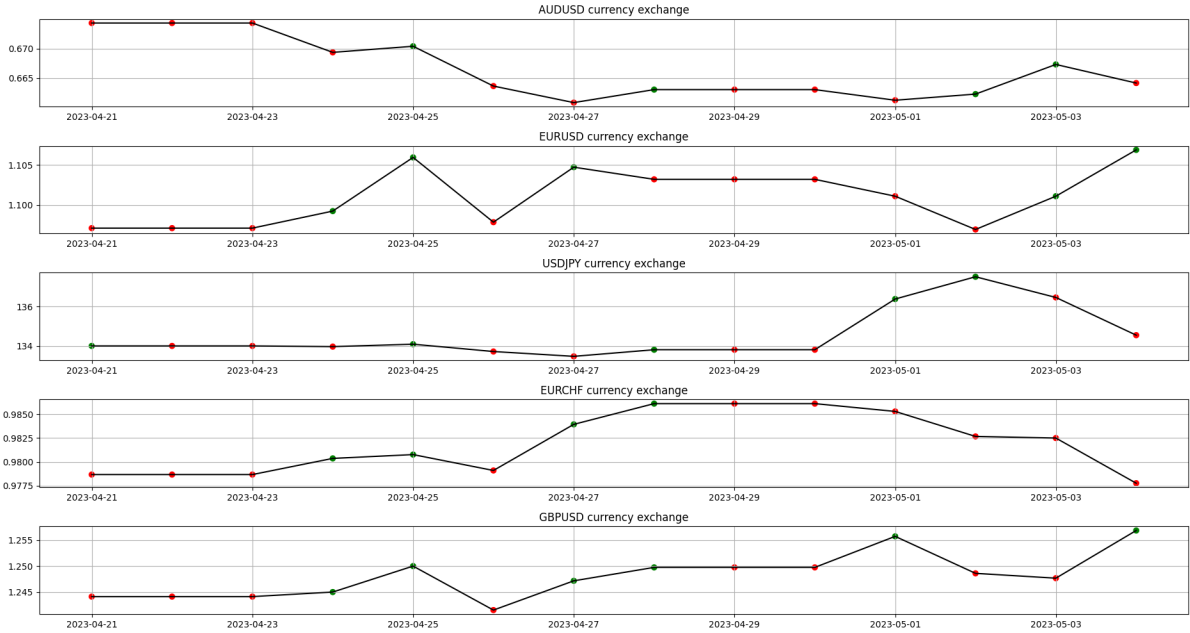 AUDUSD currency exchange
0.670
0.665
2023-04-21 2023-04-23 2023-04-25 2023-04-27 2023-04-29 2023-05-01 2023-05-03
EURUSD currency exchange
1.105
1.100
2023-04-21 2023-04-23 2023-04-25 2023-04-27 2023-04-29 2023-05-01 2023-05-03
USDJPY currency exchange
136
134
2023-04-21 2023-04-23 2023-04-25 2023-04-27 2023-04-29 2023-05-01 2023-05-03
EURCHF currency exchange
0.9850
0.9825
0.9800
0.9775
2023-04-21 2023-04-23 2023-04-25 2023-04-27 2023-04-29 2023-05-01 2023-05-03
GBPUSD currency exchange
1.255
1.250
1.245
2023-04-21 2023-04-23 2023-04-25 2023-04-27 2023-04-29 2023-05-01 2023-05-03